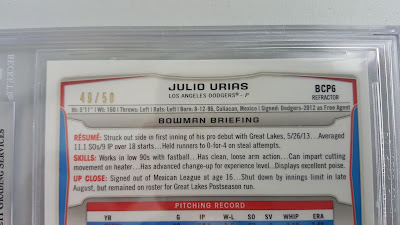 JULIO URIAS
BCP6
49/50
LOS ANGELES DODGERS - P
REFRACTOR
Ht: 5'11" | Wt: 160 | Throws: Left | Bats: Left | Born: 8-12-96, Culiacan, Mexico | Signed: Dodgers-2012 as Free Agent
BOWMAN BRIEFING
RÉSUMÉ: Struck out side in first inning of his pro debut with Great Lakes, 5/26/13...Averaged
11.1 SOs/9 IP over 18 starts...Held runners to 0-for-4 on steal attempts.
SKILLS: Works in low 90s with fastball...Has clean, loose arm action...Can impart cutting
movement on heater...Has advanced change-up for experience level...Displays excellent poise.
UP CLOSE: Signed out of Mexican League at age 16...Shut down by innings limit in
late August, but remained on roster for Great Lakes Postseason run.
PITCHING RECORD
YR G IP W-L SO SV WHIP ERA
GRADING SERVICES